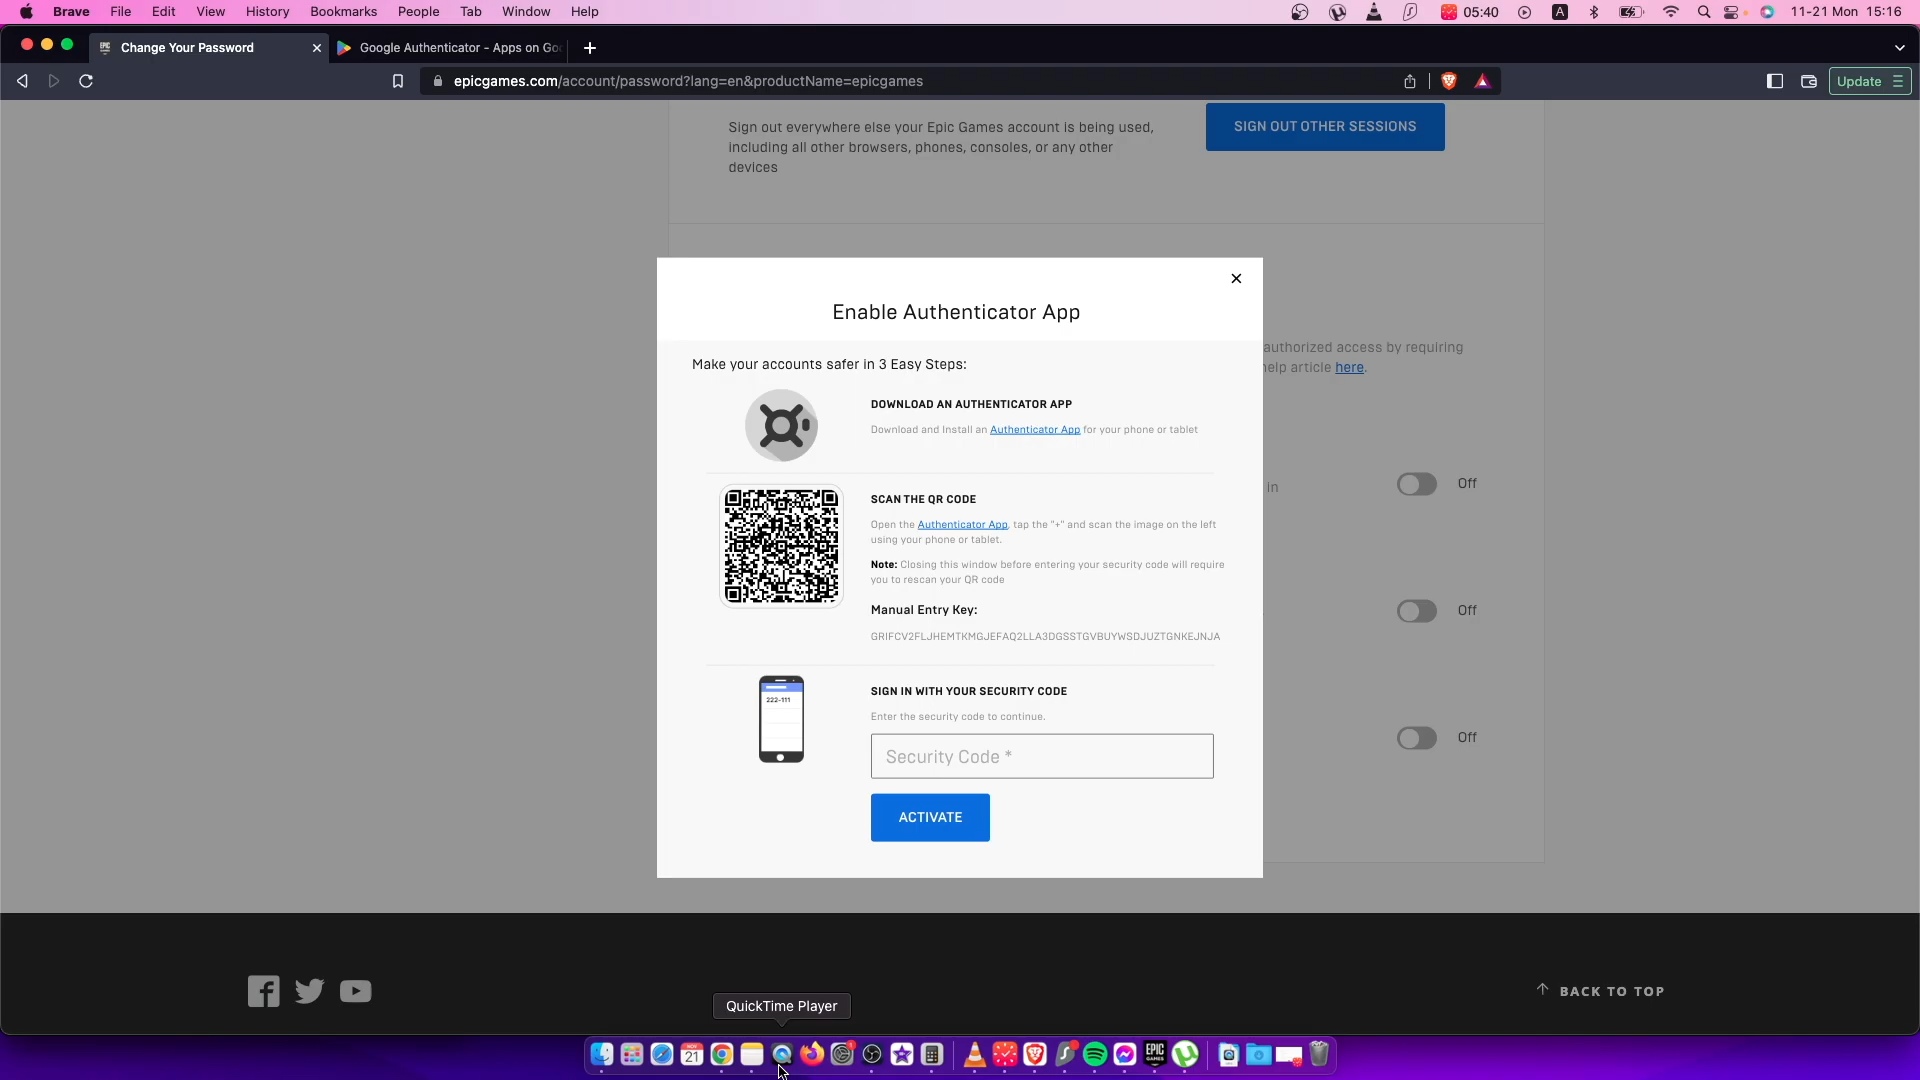 Brave File Edit View History Bookmarks People Tab Window Help 05:40 A 11-21 Mon 15:16
Change Your Password Google Authenticator - Apps on Go
epicgames.com/account/password?lang=en&productName=epicgames Update
Sign out everywhere else your Epic Games account is being used,
including all other browsers, phones, consoles, or any other
devices
SIGN OUT OTHER SESSIONS
Enable Authenticator App
Make your accounts safer in 3 Easy Steps:
authorized access by requiring
help article here.
DOWNLOAD AN AUTHENTICATOR APP
Download and Install an Authenticator App for your phone or tablet
SCAN THE QR CODE
Open the Authenticator App, tap the "+" and scan the image on the left
using your phone or tablet.
Note: Closing this window before entering your security code will require
you to rescan your QR code
Manual Entry Key:
GRIFCV2FLJHEMTKMGJEFAQ2LLA3DGSSTGVBUYWSDJUZTGNKEJNJA
in Off
Off
222-111
SIGN IN WITH YOUR SECURITY CODE
Enter the security code to continue.
Security Code *
Off
ACTIVATE
BACK TO TOP
QuickTime Player
NOV
21
EPIC
GAMES